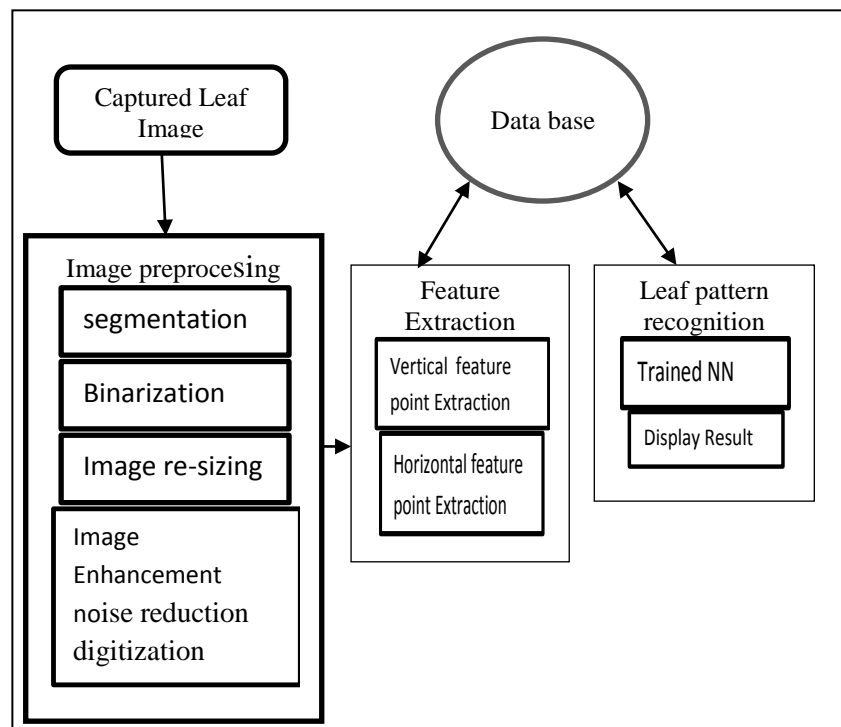 Captured Leaf
Image
Data base
Image preprocesing
segmentation
Binarization
Image re-sizing
Image
Enhancement
noise reduction
digitization
Feature
Extraction
Vertical feature
point Extraction
Horizontal feature
point Extraction
Leaf pattern
recognition
Trained NN
Display Result